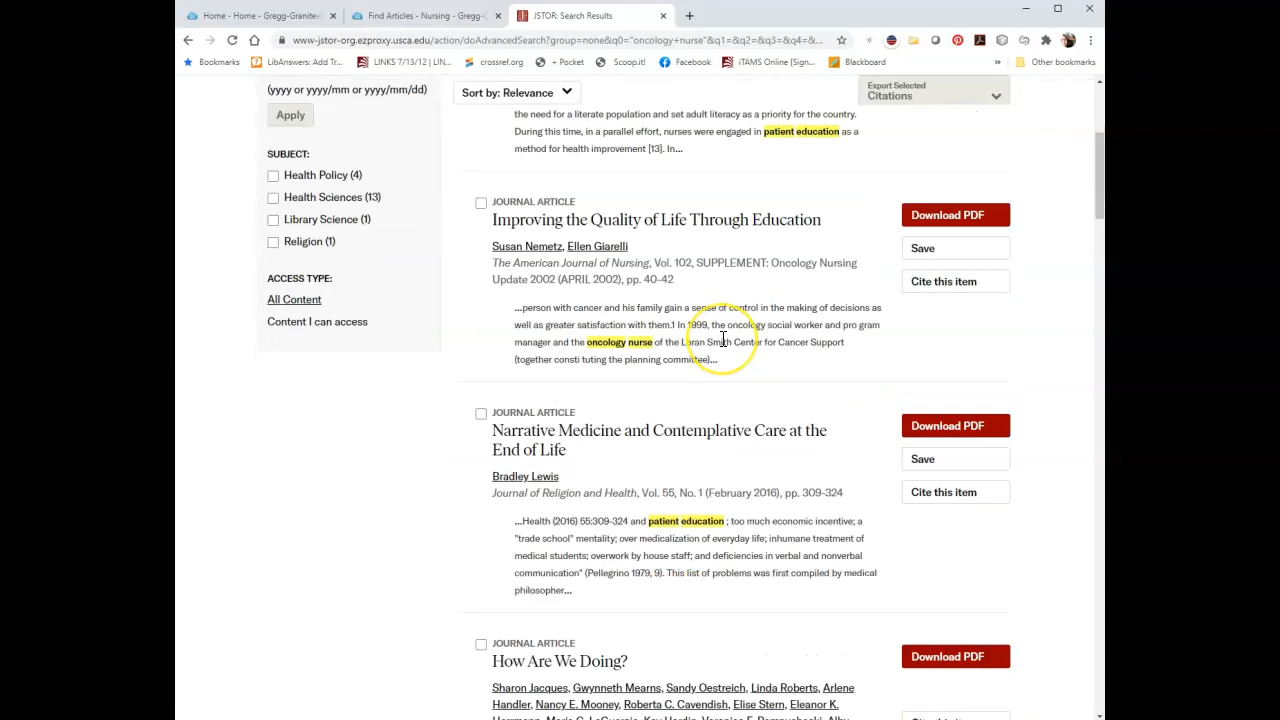 Home - Home - Gregg-Granitev
Find Articles - Nursing - Gregg-G
JSTOR: Search Results
www-jstor-org.ezproxy.usca.edu/action/doAdvancedSearch?group=none&q0="oncology+nurse"&q1=&q2=&q3=&q4=&...
Bookmarks
LibAnswers: Add Tr...
LINKS 7/13/12 | LIN...
crossref.org
+ Pocket
Scoop.it!
Facebook
iTAMS Online [Sign...
Blackboard
»
Other bookmarks
(yyyy or yyyy/mm or yyyy/mm/dd)
Apply
SUBJECT:
Health Policy (4)
Health Sciences (13)
Library Science (1)
Religion (1)
ACCESS TYPE:
All Content
Content I can access
Sort by: Relevance
Export Selected
Citations
the need for a literate population and set adult literacy as a priority for the country.
During this time, in a parallel effort, nurses were engaged in patient education as a
method for health improvement [13]. In...
JOURNAL ARTICLE
Improving the Quality of Life Through Education
Susan Nemetz, Ellen Giarelli
The American Journal of Nursing, Vol. 102, SUPPLEMENT: Oncology Nursing
Update 2002 (APRIL 2002), pp. 40-42
...person with cancer and his family gain a sense of control in the making of decisions as
well as greater satisfaction with them.1 In 1999, the oncology social worker and pro gram
manager and the oncology nurse of the Loran Smith Center for Cancer Support
(together consti tuting the planning committee)...
Download PDF
Save
Cite this item
JOURNAL ARTICLE
Narrative Medicine and Contemplative Care at the
End of Life
Bradley Lewis
Journal of Religion and Health, Vol. 55, No. 1 (February 2016), pp. 309-324
...Health (2016) 55:309-324 and patient education ; too much economic incentive; a
"trade school" mentality; over medicalization of everyday life; inhumane treatment of
medical students; overwork by house staff; and deficiencies in verbal and nonverbal
communication" (Pellegrino 1979, 9). This list of problems was first compiled by medical
philosopher...
Download PDF
Save
Cite this item
JOURNAL ARTICLE
How Are We Doing?
Sharon Jacques, Gwynneth Mearns, Sandy Oestreich, Linda Roberts, Arlene
Handler, Nancy E. Mooney, Roberta C. Cavendish, Elise Stern, Eleanor K.
Download PDF